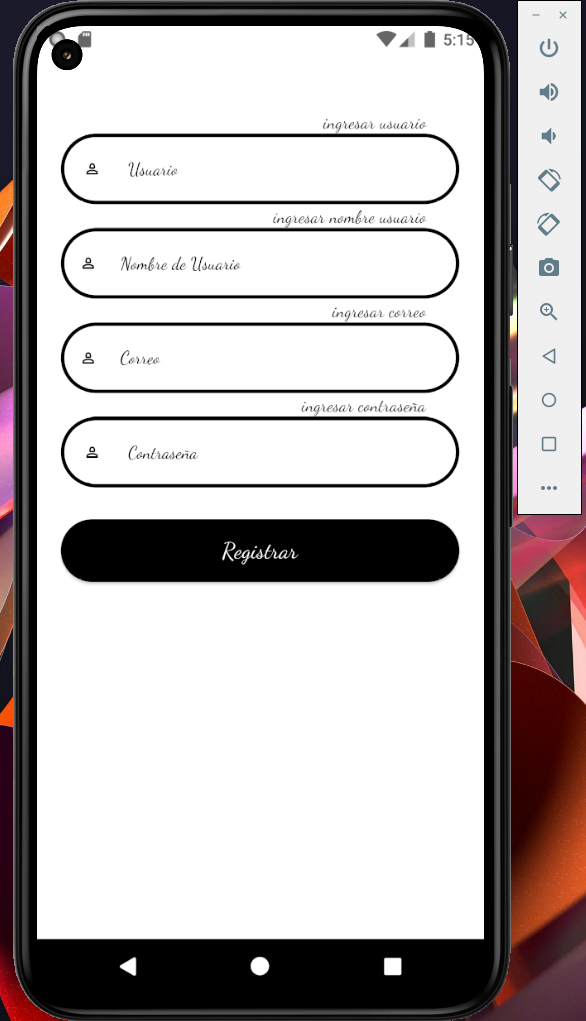 5:15
ingresar usuario
Usuario
ingresar nombre usuario
Nombre de Usuario
ingresar correo
Correo
ingresar contraseña
Contraseña
Registrar